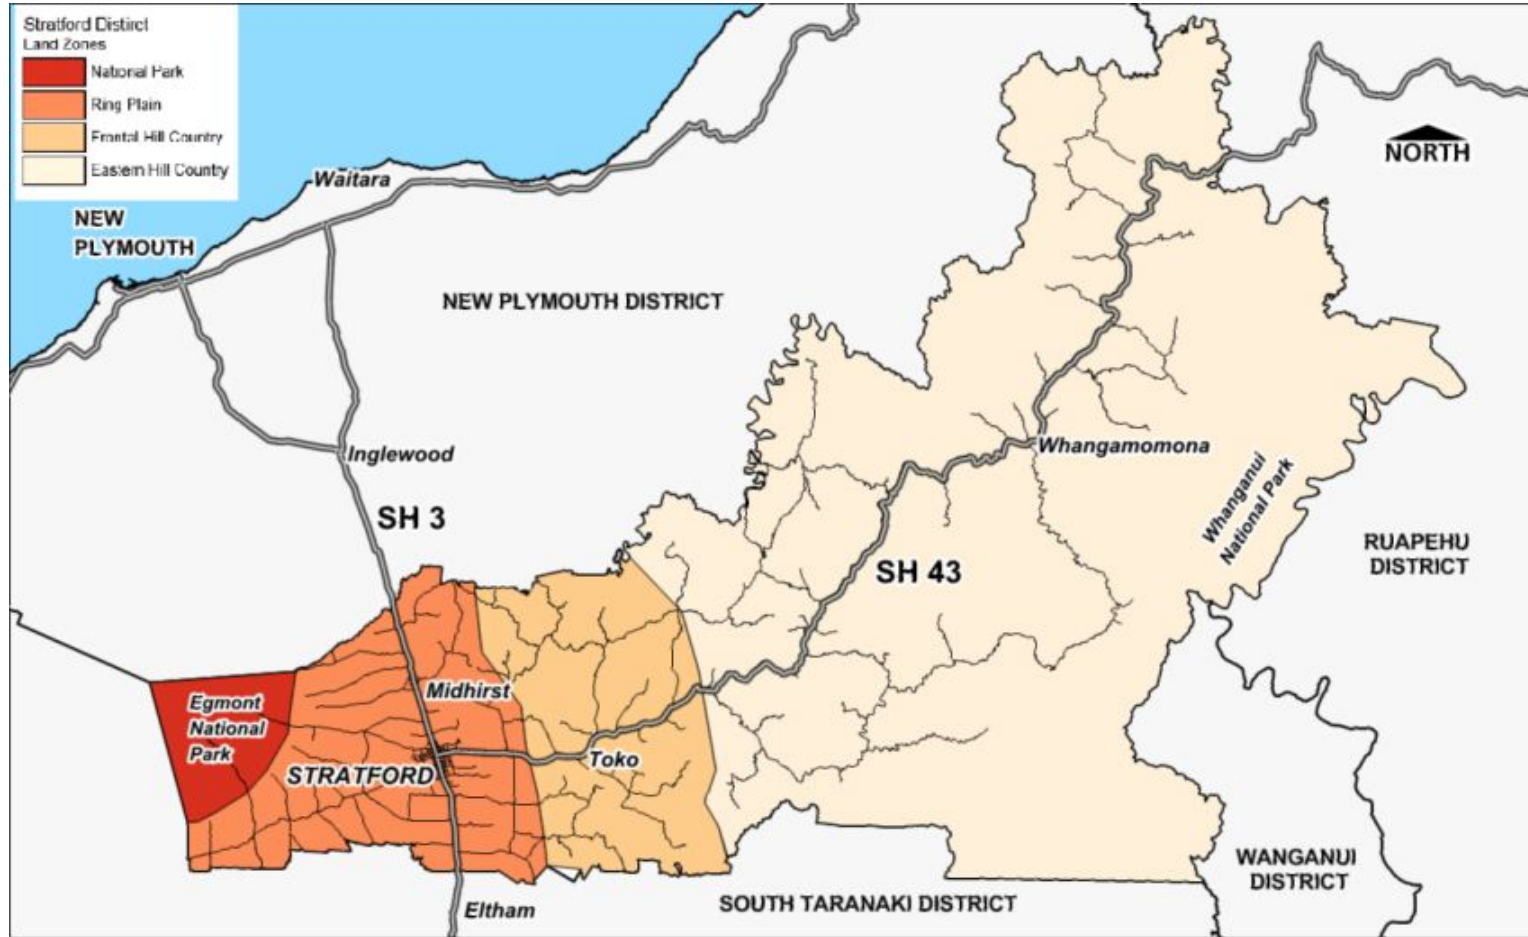 Stratford Distirct
Land Zones
National Park
Ring Plain
Frontal Hill Country
Eastern Hill Country
NORTH
Waitara
NEW
PLYMOUTH
NEW PLYMOUTH DISTRICT
Inglewood
Whangamomona
SH 3
Whanganui
National Park
SH 43
RUAPEHU
DISTRICT
Midhirst
Egmont
National
Park
STRATFORD
Toko
WANGANUI
DISTRICT
SOUTH TARANAKI DISTRICT
Eltham